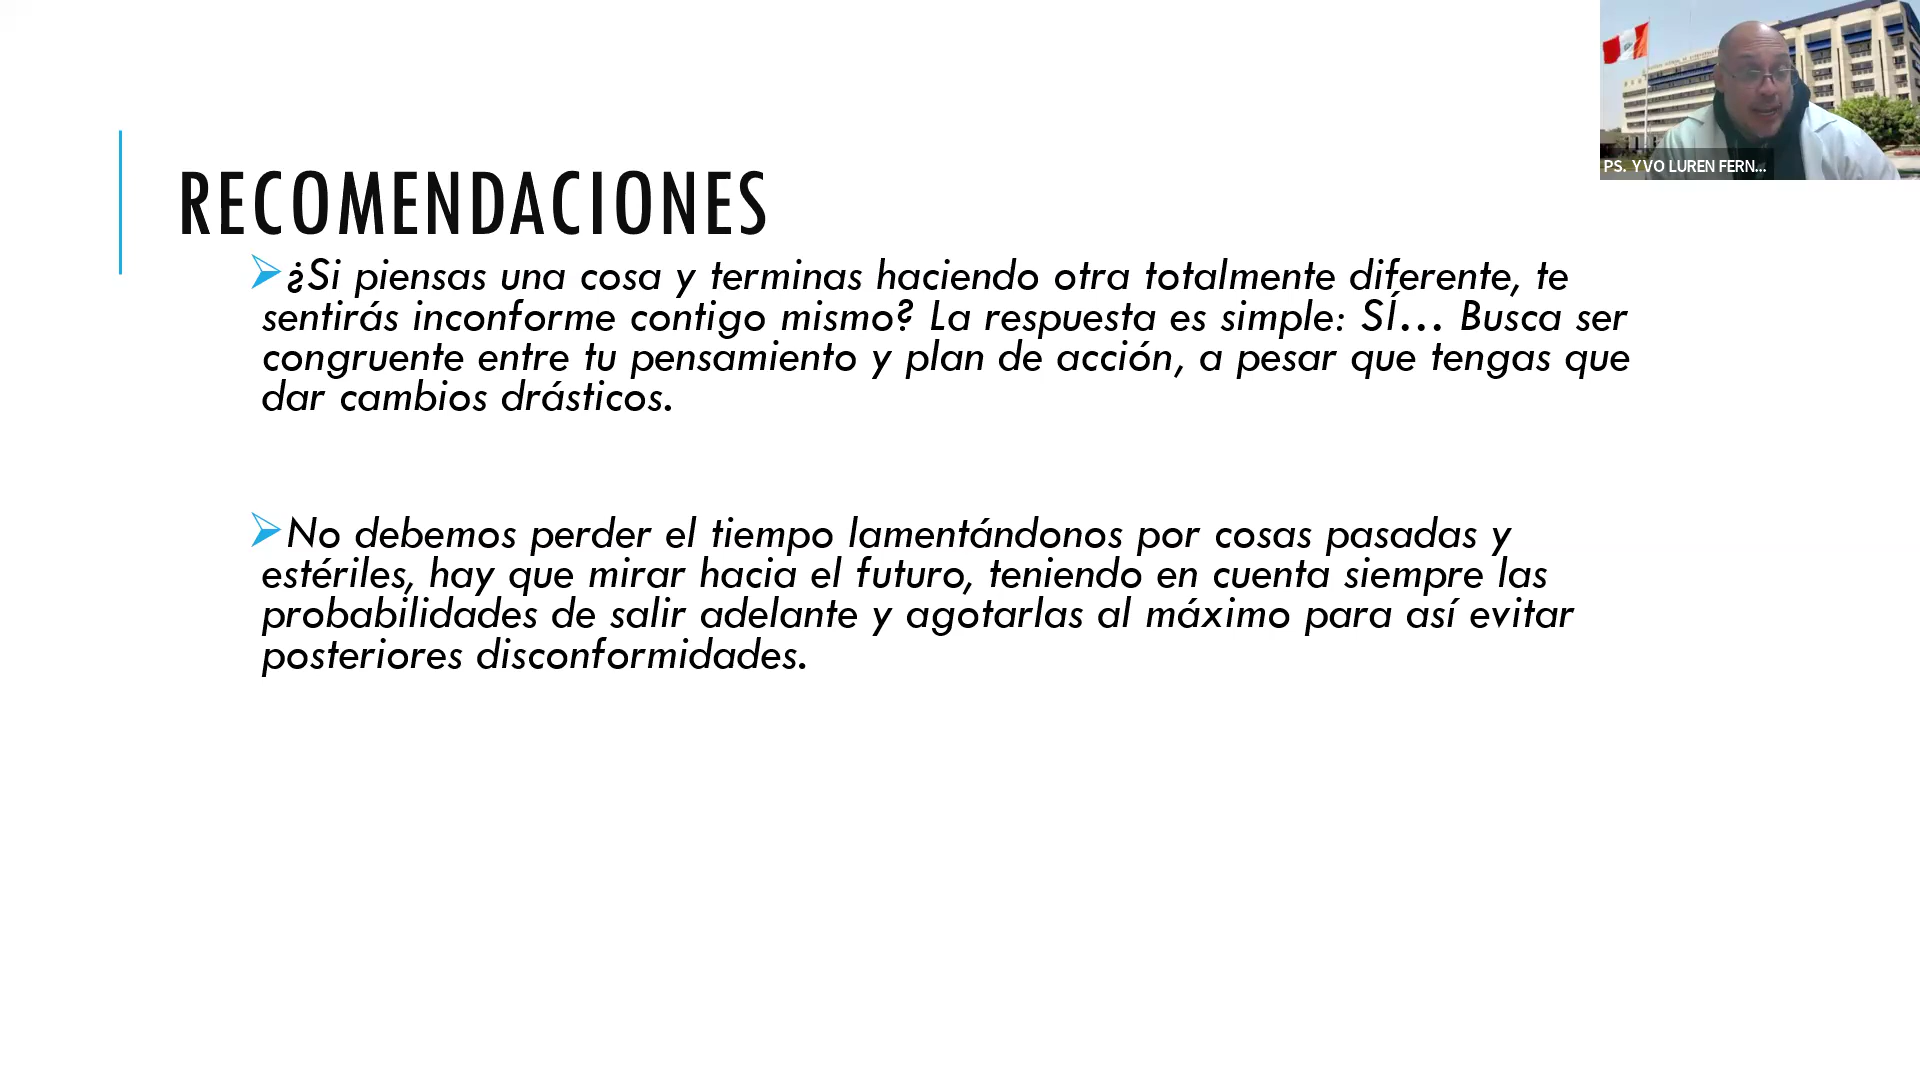 PS. YVO LUREN FERN...
RECOMENDACIONES
¿Si piensas una cosa y terminas haciendo otra totalmente diferente, te
sentirás inconforme contigo mismo? La respuesta es simple: SÍ... Busca ser
congruente entre tu pensamiento y plan de acción, a pesar que tengas que
dar cambios drásticos.
No debemos perder el tiempo lamentándonos por cosas pasadas y
estériles, hay que mirar hacia el futuro, teniendo en cuenta siempre las
probabilidades de salir adelante y agotarlas al máximo para así evitar
posteriores disconformidades.